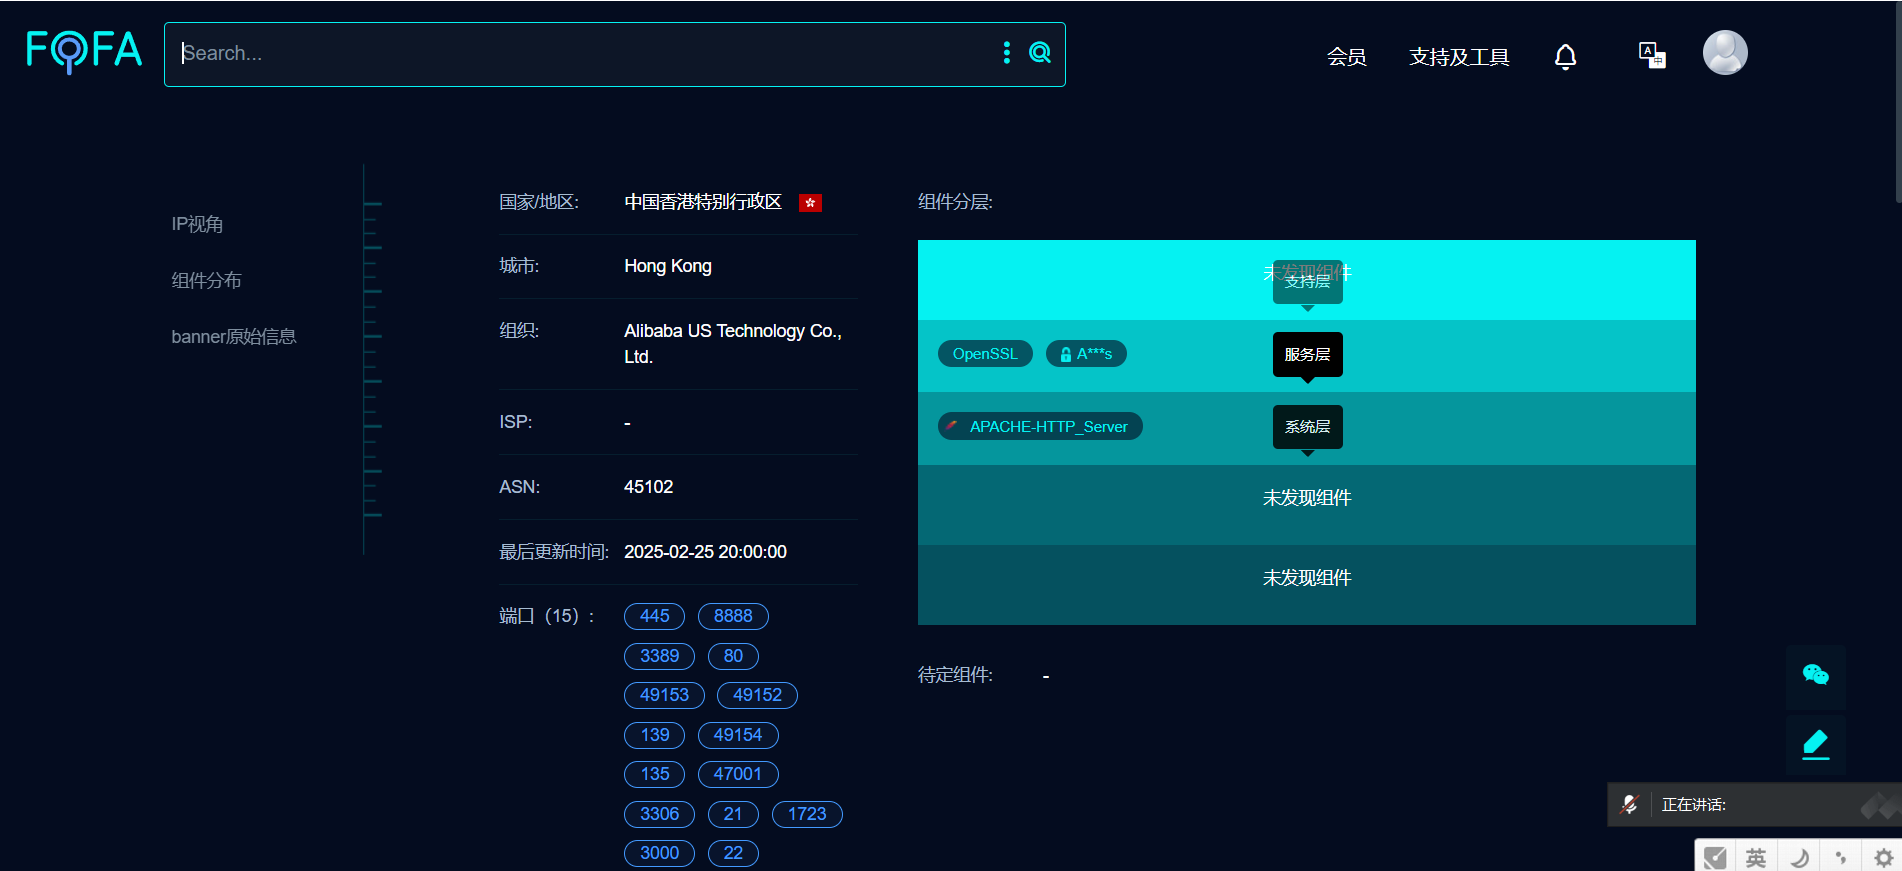 FOFA
Search...
会员
支持及工具
A
中
IP视角
组件分布
banner原始信息
国家/地区: 中国香港特别行政区
城市: Hong Kong
组织: Alibaba US Technology Co.,
Ltd.
ISP: -
ASN: 45102
最后更新时间: 2025-02-25 20:00:00
端口（15）: 445 8888
3389 80
49153 49152
139 49154
135 47001
3306 21 1723
3000 22
组件分层:
未发现组件
支持层
OpenSSL A***s 服务层
APACHE-HTTP_Server 系统层
未发现组件
未发现组件
待定组件: -
正在讲话:
英